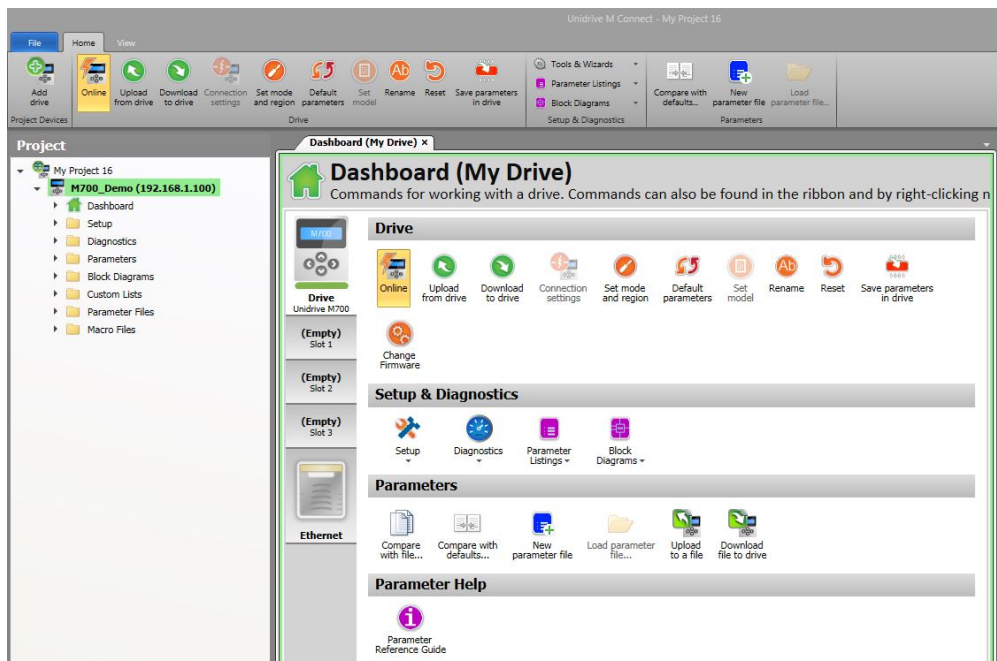 Unidrive M Connect - My Project 16
File Home View
Add drive
Online
Upload from drive
Download to drive
Connection settings
Set mode and region
Default parameters
Set model
Rename
Reset
Save parameters in drive
Tools & Wizards
Parameter Listings
Block Diagrams
Compare with defaults...
New parameter file
Load parameter file...
Project Devices
Drive
Setup & Diagnostics
Parameters
Project
My Project 16
M700_Demo (192.168.1.100)
Dashboard
Setup
Diagnostics
Parameters
Block Diagrams
Custom Lists
Parameter Files
Macro Files
Dashboard (My Drive) ×
Dashboard (My Drive)
Commands for working with a drive. Commands can also be found in the ribbon and by right-clicking n
M700
Drive
Unidrive M700
(Empty)
Slot 1
(Empty)
Slot 2
(Empty)
Slot 3
Ethernet
Drive
Online
Upload from drive
Download to drive
Connection settings
Set mode and region
Default parameters
Set model
Rename
Reset
Save parameters in drive
Change Firmware
Setup & Diagnostics
Setup
Diagnostics
Parameter Listings
Block Diagrams
Parameters
Compare with file...
Compare with defaults...
New parameter file
Load parameter file...
Upload to a file
Download file to drive
Parameter Help
Parameter Reference Guide